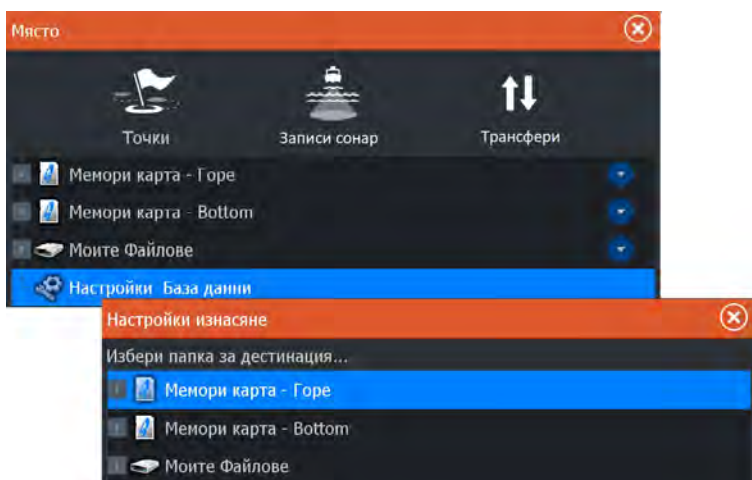 Място
Точки Записи сонар Трансфери
Мемори карта - Горе
Мемори карта - Bottom
Моите Файлове
Настройки База данни
Настройки изнасяне
Избери папка за дестинация...
Мемори карта - Горе
Мемори карта - Bottom
Моите Файлове